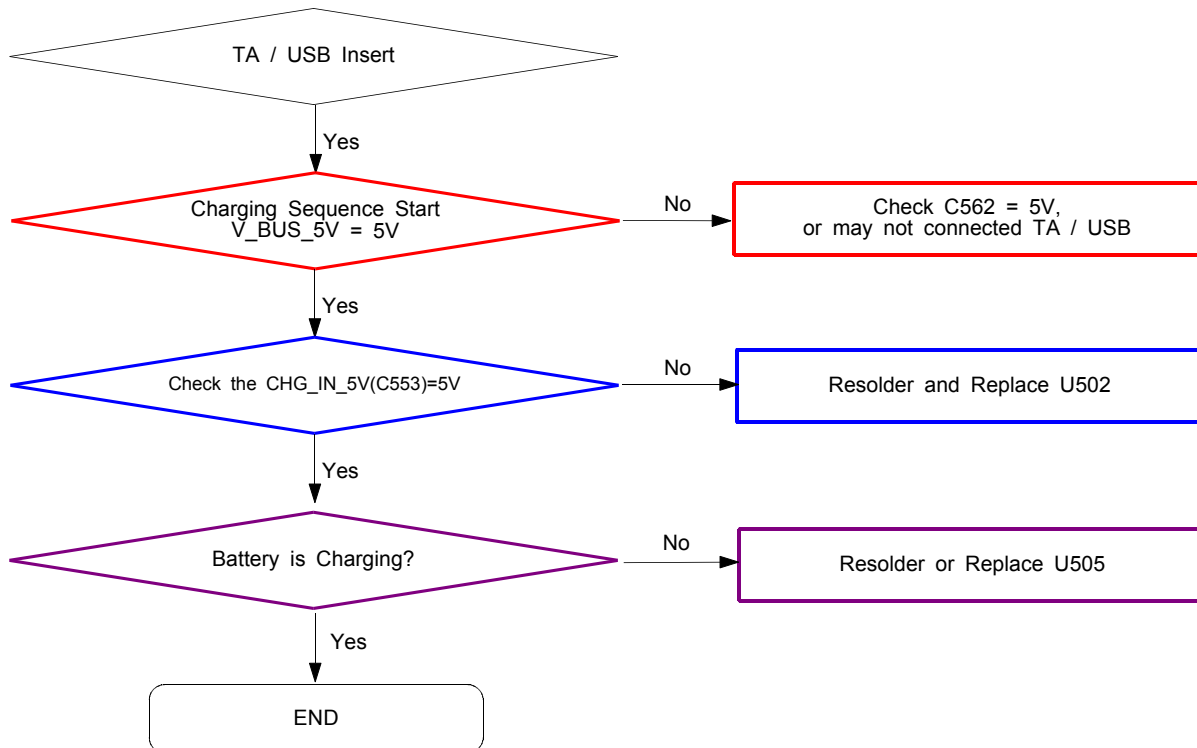 TA / USB Insert
Yes
Charging Sequence Start
V_BUS_5V = 5V
No
Check C562 = 5V,
or may not connected TA / USB
Yes
Check the CHG_IN_5V(C553)=5V
No
Resolder and Replace U502
Yes
Battery is Charging?
No
Resolder or Replace U505
Yes
END